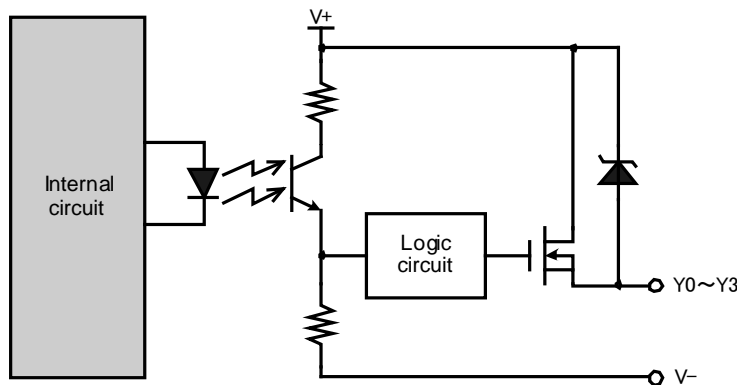 V+
Internal
circuit
Logic
circuit
Y0～Y3
V−